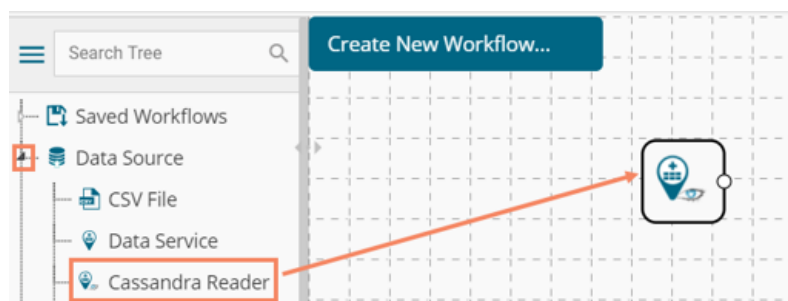 Search Tree
Create New Workflow...
Saved Workflows
Data Source
CSV File
Data Service
Cassandra Reader